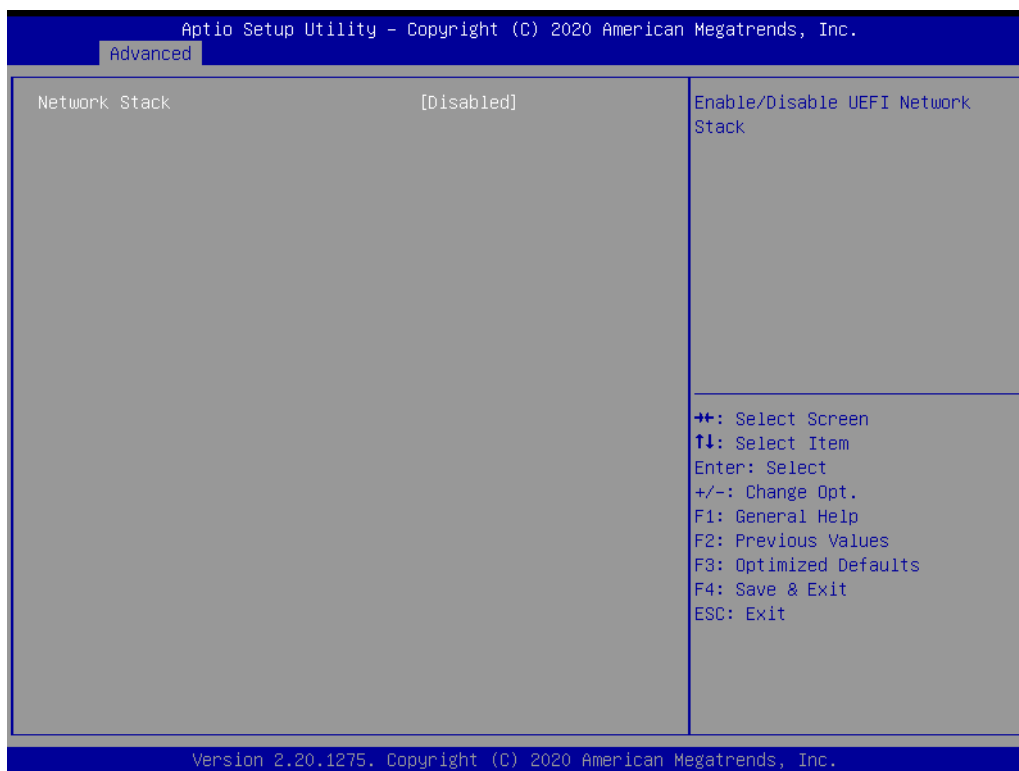 Aptio Setup Utility – Copyright (C) 2020 American Megatrends, Inc.
Advanced
Network Stack [Disabled]
Enable/Disable UEFI Network
Stack
→←: Select Screen
↑↓: Select Item
Enter: Select
+/-: Change Opt.
F1: General Help
F2: Previous Values
F3: Optimized Defaults
F4: Save & Exit
ESC: Exit
Version 2.20.1275. Copyright (C) 2020 American Megatrends, Inc.